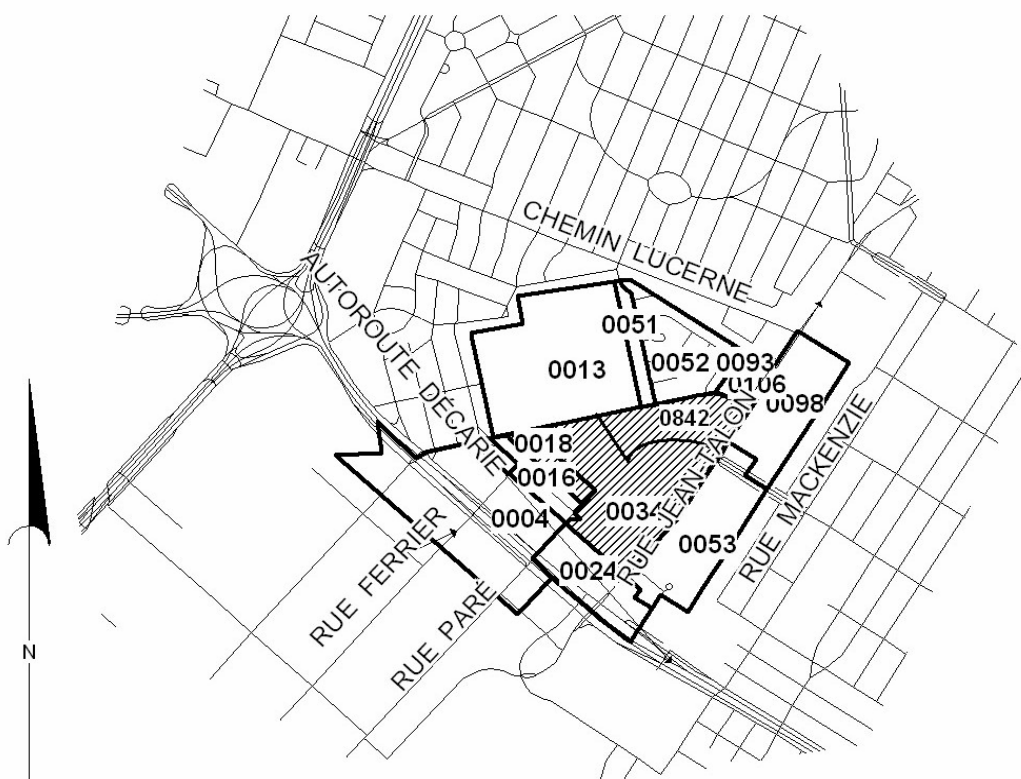 CHEMIN LUCERNE
AUTOROUTE DÉCARIE
0051
0013
0052
0093
0106
0098
0842
0018
0016
0034
0004
0053
0024
RUE JEAN-TALON
RUE MACKENZIE
RUE FERRIER
RUE PARÉ
N